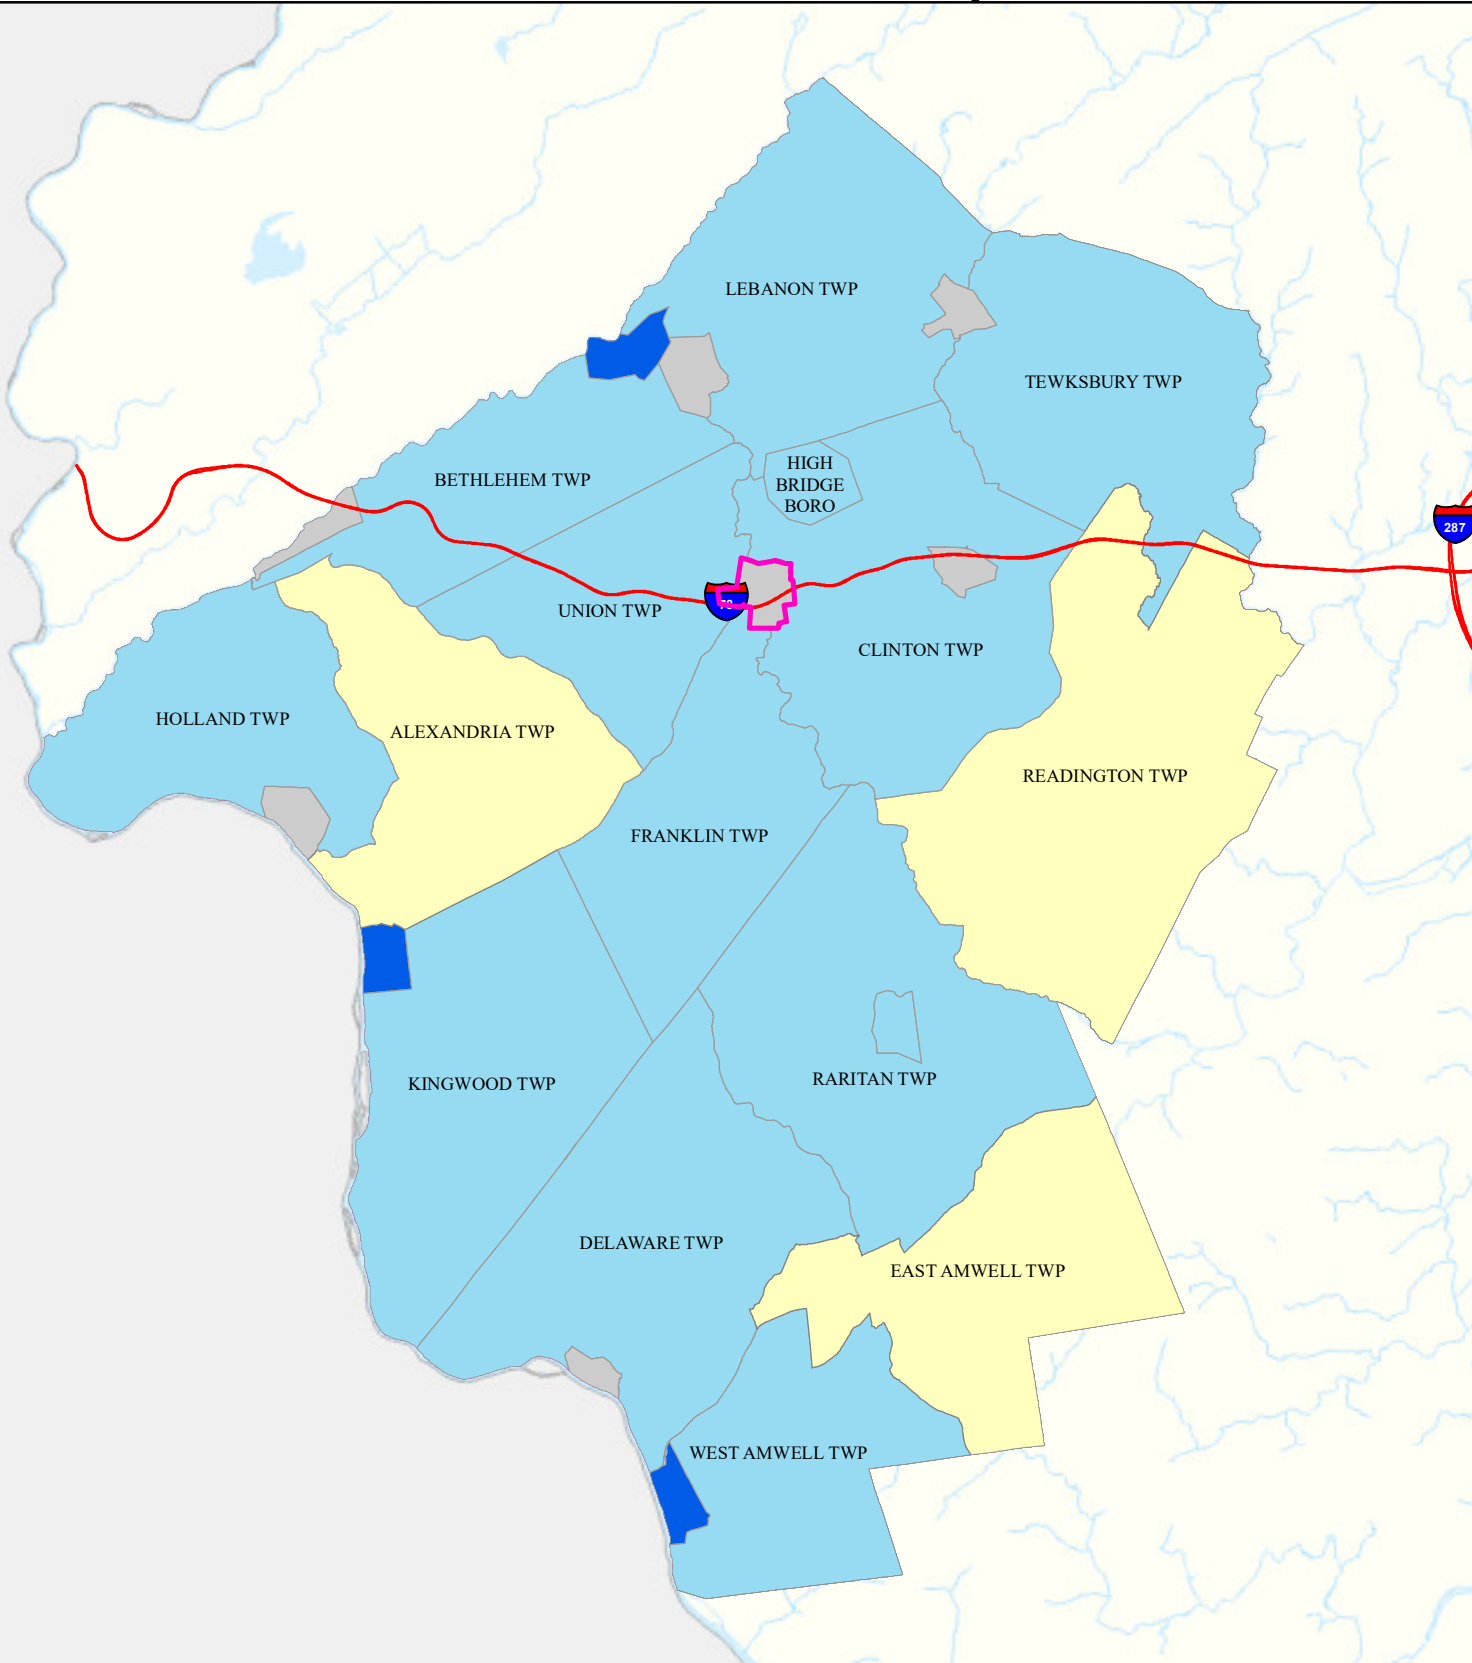 LEBANON TWP
TEWKSBURY TWP
HIGH
BRIDGE
BORO
BETHLEHEM TWP
287
UNION TWP
CLINTON TWP
HOLLAND TWP
ALEXANDRIA TWP
READINGTON TWP
FRANKLIN TWP
KINGWOOD TWP
RARITAN TWP
DELAWARE TWP
EAST AMWELL TWP
WEST AMWELL TWP